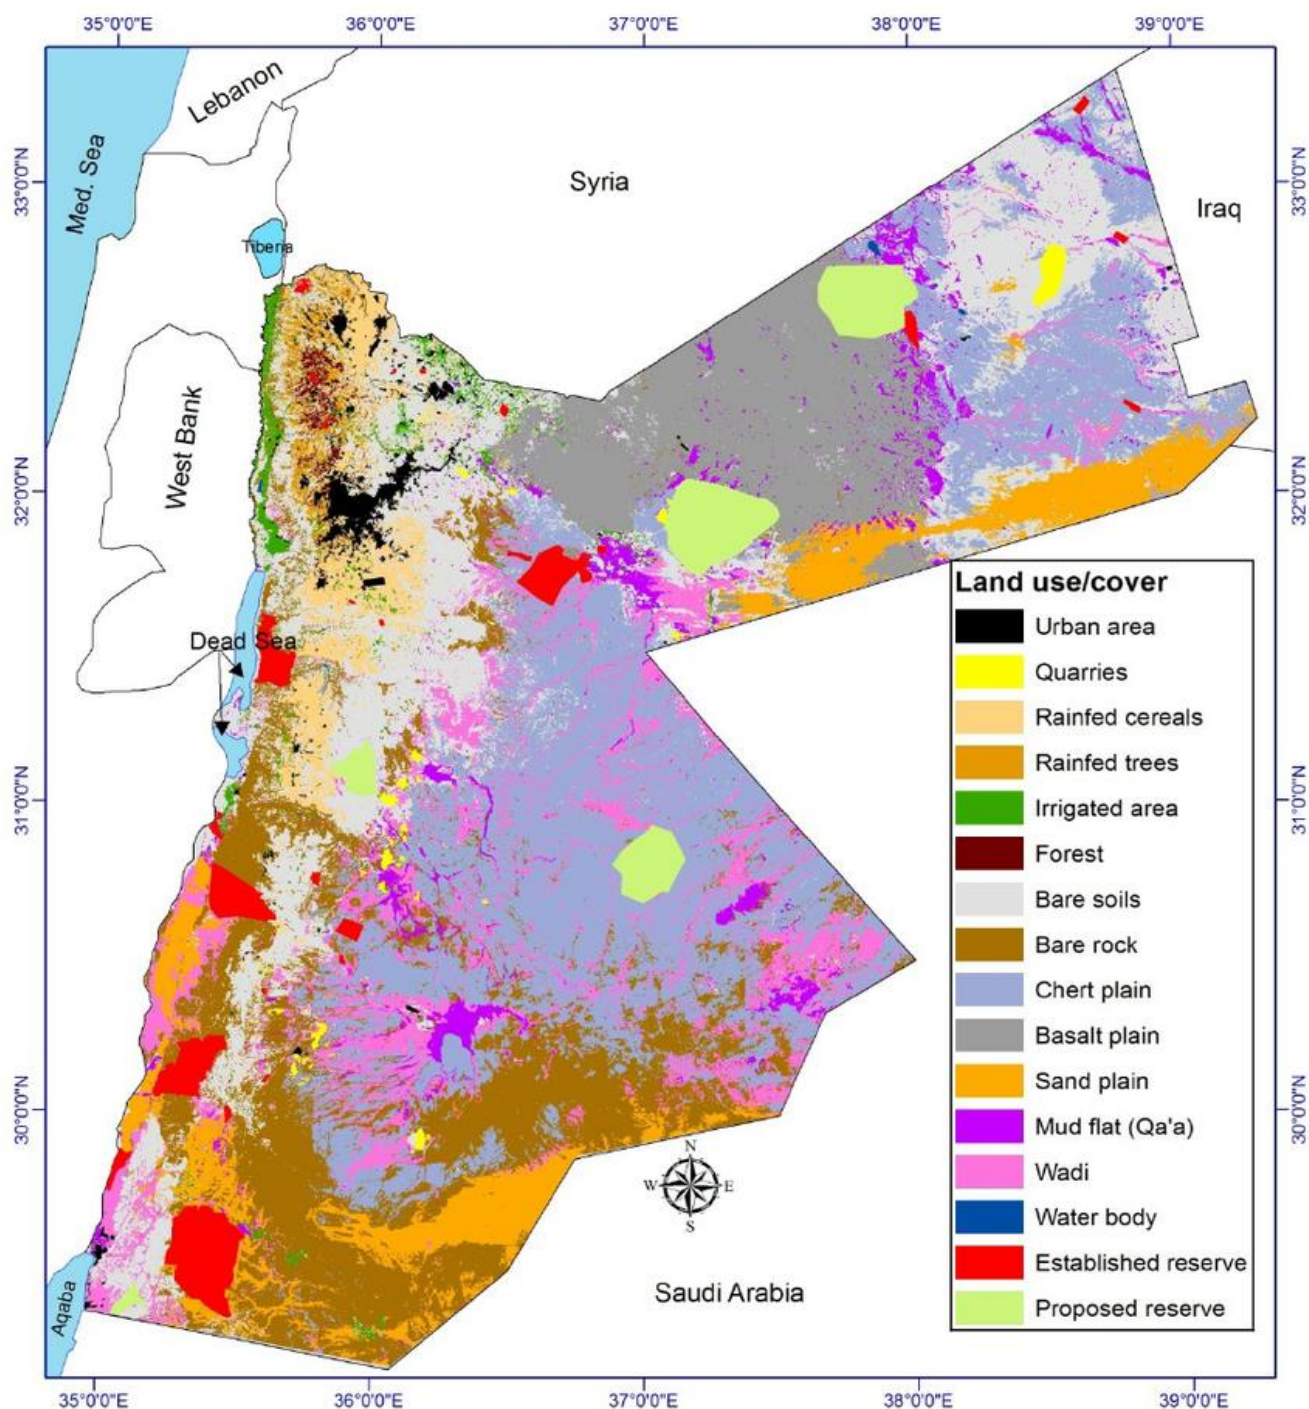 35°0'0"E 36°0'0"E 37°0'0"E 38°0'0"E 39°0'0"E
Lebanon
Med. Sea
33°0'0"N
Syria
33°0'0"N
Iraq
Tiberia
West Bank
32°0'0"N
32°0'0"N
Dead Sea
31°0'0"N
31°0'0"N
30°0'0"N
30°0'0"N
Land use/cover
Urban area
Quarries
Rainfed cereals
Rainfed trees
Irrigated area
Forest
Bare soils
Bare rock
Chert plain
Basalt plain
Sand plain
Mud flat (Qa'a)
Wadi
Water body
Established reserve
Proposed reserve
N
W E
S
Saudi Arabia
Aqaba
35°0'0"E 36°0'0"E 37°0'0"E 38°0'0"E 39°0'0"E